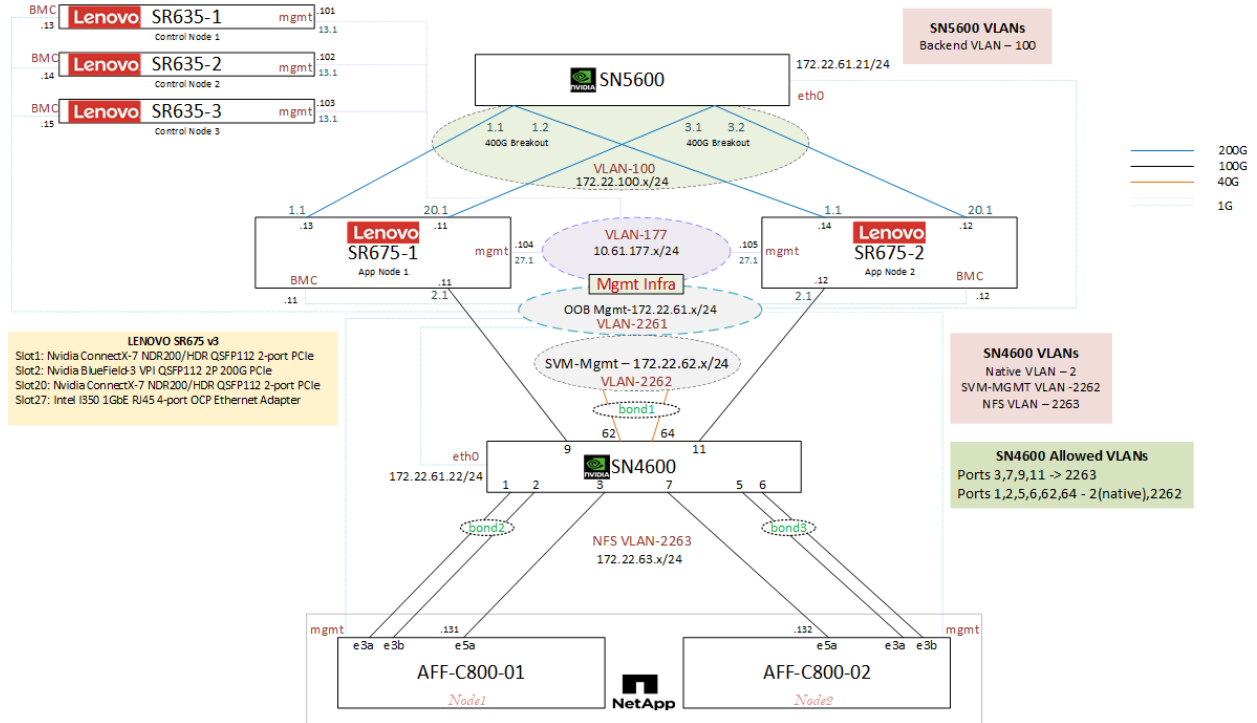 BMC
.13
Lenovo
SR635-1
Control Node 1
mgmt
.101
13.1
BMC
.14
Lenovo
SR635-2
Control Node 2
mgmt
.102
13.1
BMC
.15
Lenovo
SR635-3
Control Node 3
mgmt
.103
13.1
NVIDIA
SN5600
172.22.61.21/24
eth0
SN5600 VLANs
Backend VLAN – 100
1.1
1.2
400G Breakout
3.1
3.2
400G Breakout
VLAN-100
172.22.100.x/24
200G
100G
40G
1G
1.1
.13
20.1
.11
Lenovo
SR675-1
App Node 1
mgmt
.104
27.1
BMC
.11
2.1
.11
VLAN-177
10.61.177.x/24
1.1
.14
20.1
.12
Lenovo
SR675-2
App Node 2
.105
27.1
mgmt
BMC
.12
2.1
.12
Mgmt Infra
OOB Mgmt-172.22.61.x/24
VLAN-2261
SVM-Mgmt – 172.22.62.x/24
VLAN-2262
bond1
LENOVO SR675 v3
Slot1: Nvidia ConnectX-7 NDR200/HDR QSFP112 2-port PCIe
Slot2: Nvidia BlueField-3 VPI QSFP112 2P 200G PCIe
Slot20: Nvidia ConnectX-7 NDR200/HDR QSFP112 2-port PCIe
Slot27: Intel I350 1GbE RJ45 4-port OCP Ethernet Adapter
SN4600 VLANs
Native VLAN – 2
SVM-MGMT VLAN -2262
NFS VLAN – 2263
SN4600 Allowed VLANs
Ports 3,7,9,11 -> 2263
Ports 1,2,5,6,62,64 - 2(native),2262
62
64
9
11
eth0
172.22.61.22/24
NVIDIA
SN4600
1
2
3
7
5
6
bond2
bond3
NFS VLAN-2263
172.22.63.x/24
mgmt
.131
e3a
e3b
e5a
AFF-C800-01
Node1
NetApp
.132
mgmt
e5a
e3a
e3b
AFF-C800-02
Node2